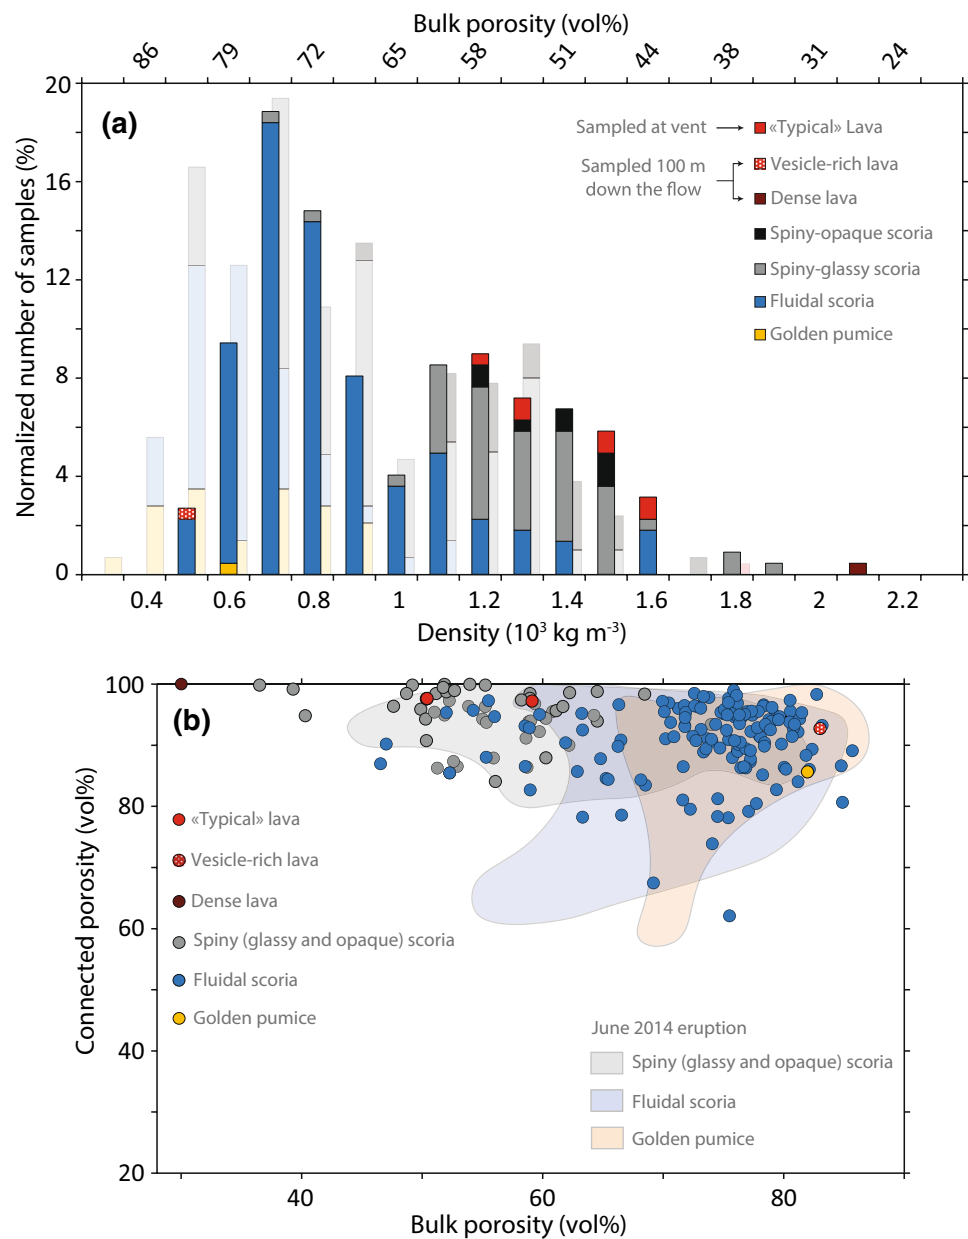 Bulk porosity (vol%)
86 79 72 65 58 51 44 38 31 24
(a)
Normalized number of samples (%)
20
16
12
8
4
0
Sampled at vent
«Typical» Lava
Sampled 100 m
down the flow
Vesicle-rich lava
Dense lava
Spiny-opaque scoria
Spiny-glassy scoria
Fluidal scoria
Golden pumice
0.4 0.6 0.8 1 1.2 1.4 1.6 1.8 2 2.2
Density (10³ kg m⁻³)
(b)
Connected porosity (vol%)
100
80
60
40
20
«Typical» lava
Vesicle-rich lava
Dense lava
Spiny (glassy and opaque) scoria
Fluidal scoria
Golden pumice
June 2014 eruption
Spiny (glassy and opaque) scoria
Fluidal scoria
Golden pumice
40 60 80
Bulk porosity (vol%)